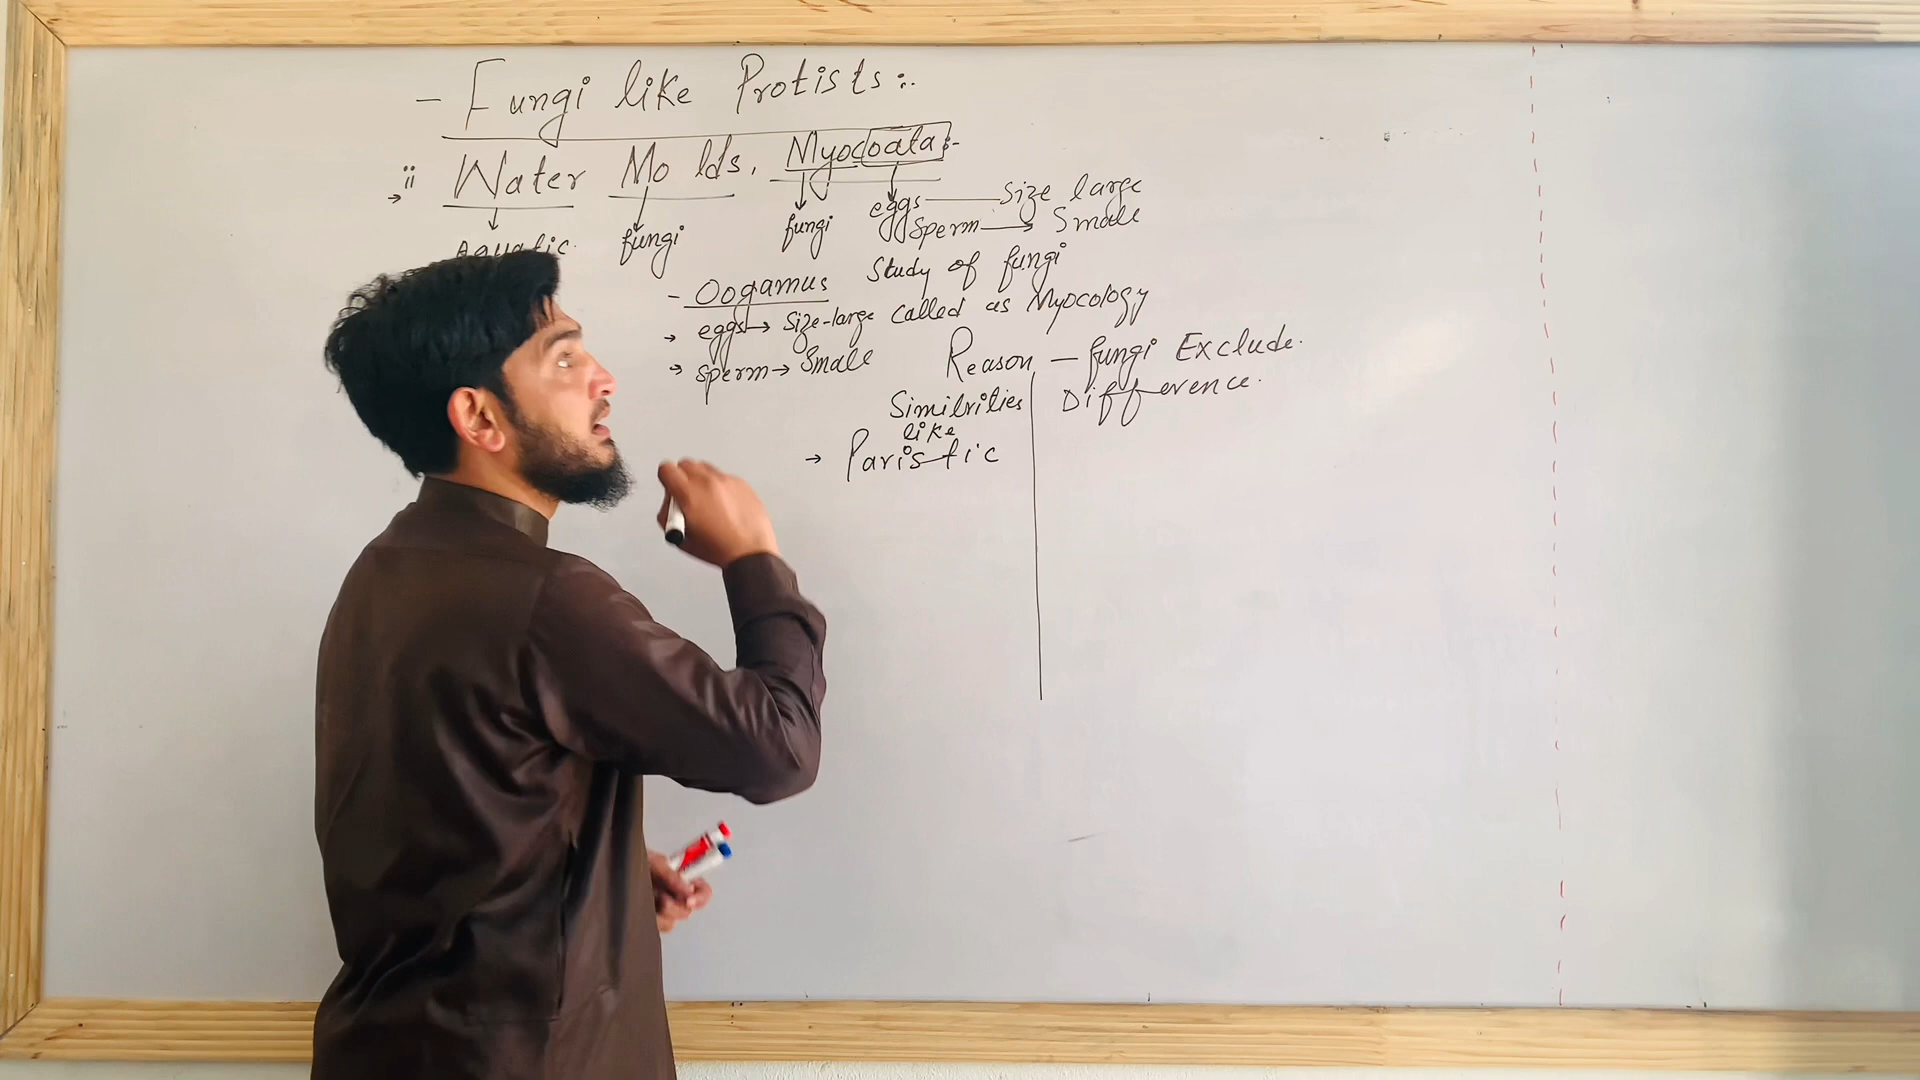 - Fungi like Protists:-
ii Water Molds, Myocoata:-
→ Aquatic. fungi fungi eggs — Size large
Sperm → Small
- Oogamus
→ eggs → Size-large
→ Sperm → Small
Study of fungi
called as Myocology
Reason — fungi Exclude.
Similrities Difference.
like
→ Paristic